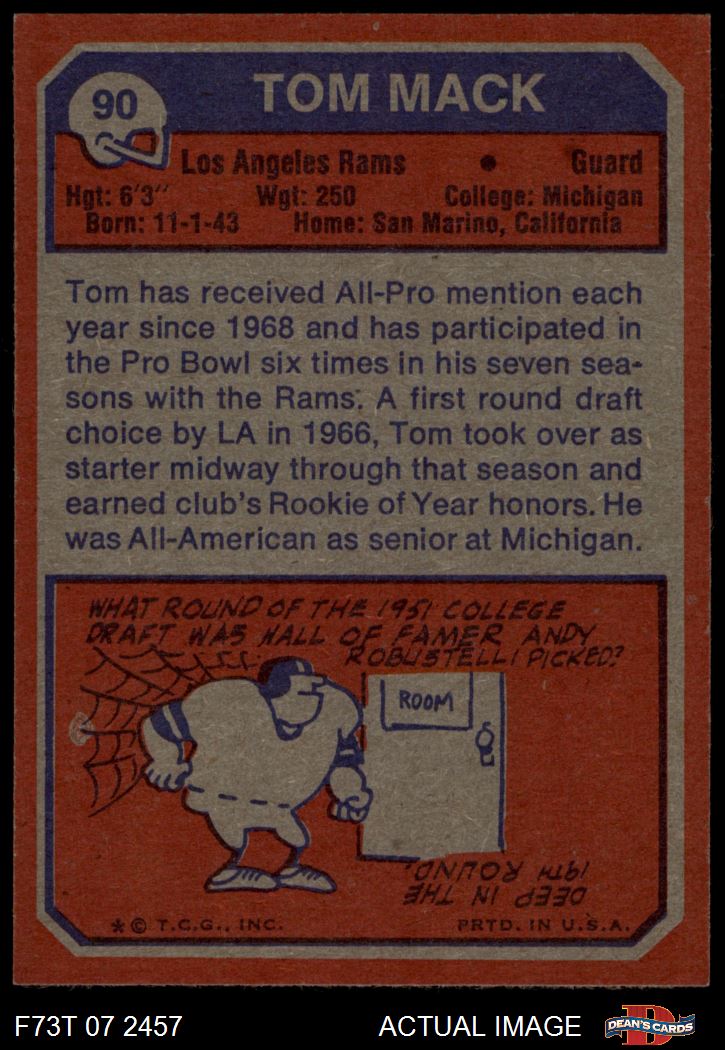 90
TOM MACK
Los Angeles Rams • Guard
Hgt: 6'3" Wgt: 250 College: Michigan
Born: 11-1-43 Home: San Marino, California
Tom has received All-Pro mention each
year since 1968 and has participated in
the Pro Bowl six times in his seven sea-
sons with the Rams. A first round draft
choice by LA in 1966, Tom took over as
starter midway through that season and
earned club's Rookie of Year honors. He
was All-American as senior at Michigan.
WHAT ROUND OF THE 1951 COLLEGE
DRAFT WAS HALL OF FAMER ANDY
ROBUSTELLI PICKED?
ROOM
DEEP IN THE
19TH ROUND.
* © T.C.G., INC. PRTD. IN U.S.A.
F73T 07 2457 ACTUAL IMAGE DEAN'S CARDS